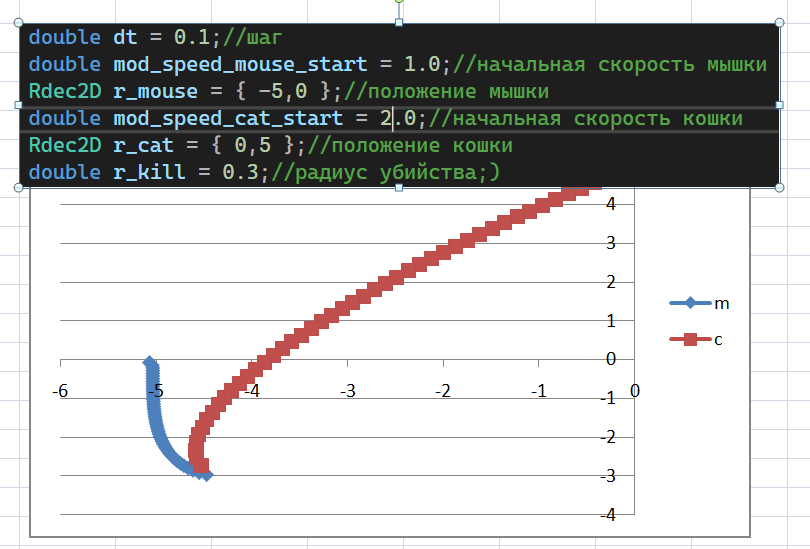 double dt = 0.1;//шаг
double mod_speed_mouse_start = 1.0;//начальная скорость мышки
Rdec2D r_mouse = { −5,0 };//положение мышки
double mod_speed_cat_start = 2.0;//начальная скорость кошки
Rdec2D r_cat = { 0,5 };//положение кошки
double r_kill = 0.3;//радиус убийства;)
4
3
2
1
0
-6 -5 -4 -3 -2 -1 0
-1
-2
-3
-4
m
c